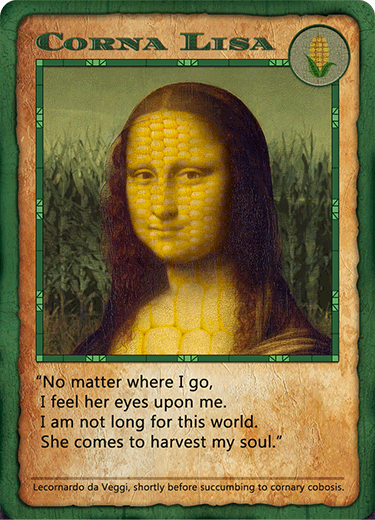 Corna Lisa
"No matter where I go,
I feel her eyes upon me.
I am not long for this world.
She comes to harvest my soul."
Lecornardo da Veggi, shortly before succumbing to cornary cobosis.